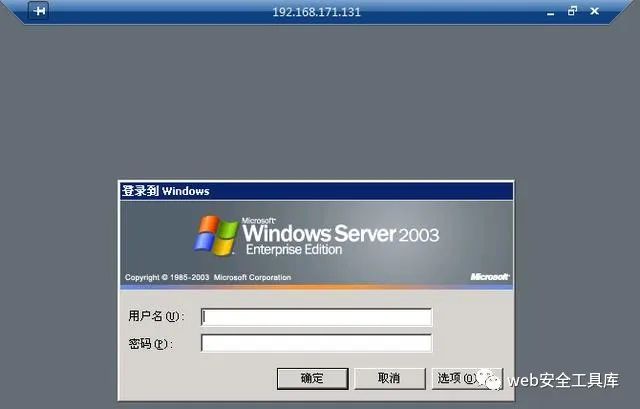 192.168.171.131
登录到 Windows
Microsoft
Windows Server 2003
Enterprise Edition
Copyright © 1985-2003 Microsoft Corporation
Microsoft
用户名(U):
密码(P):
确定
取消
选项(O)
web安全工具库